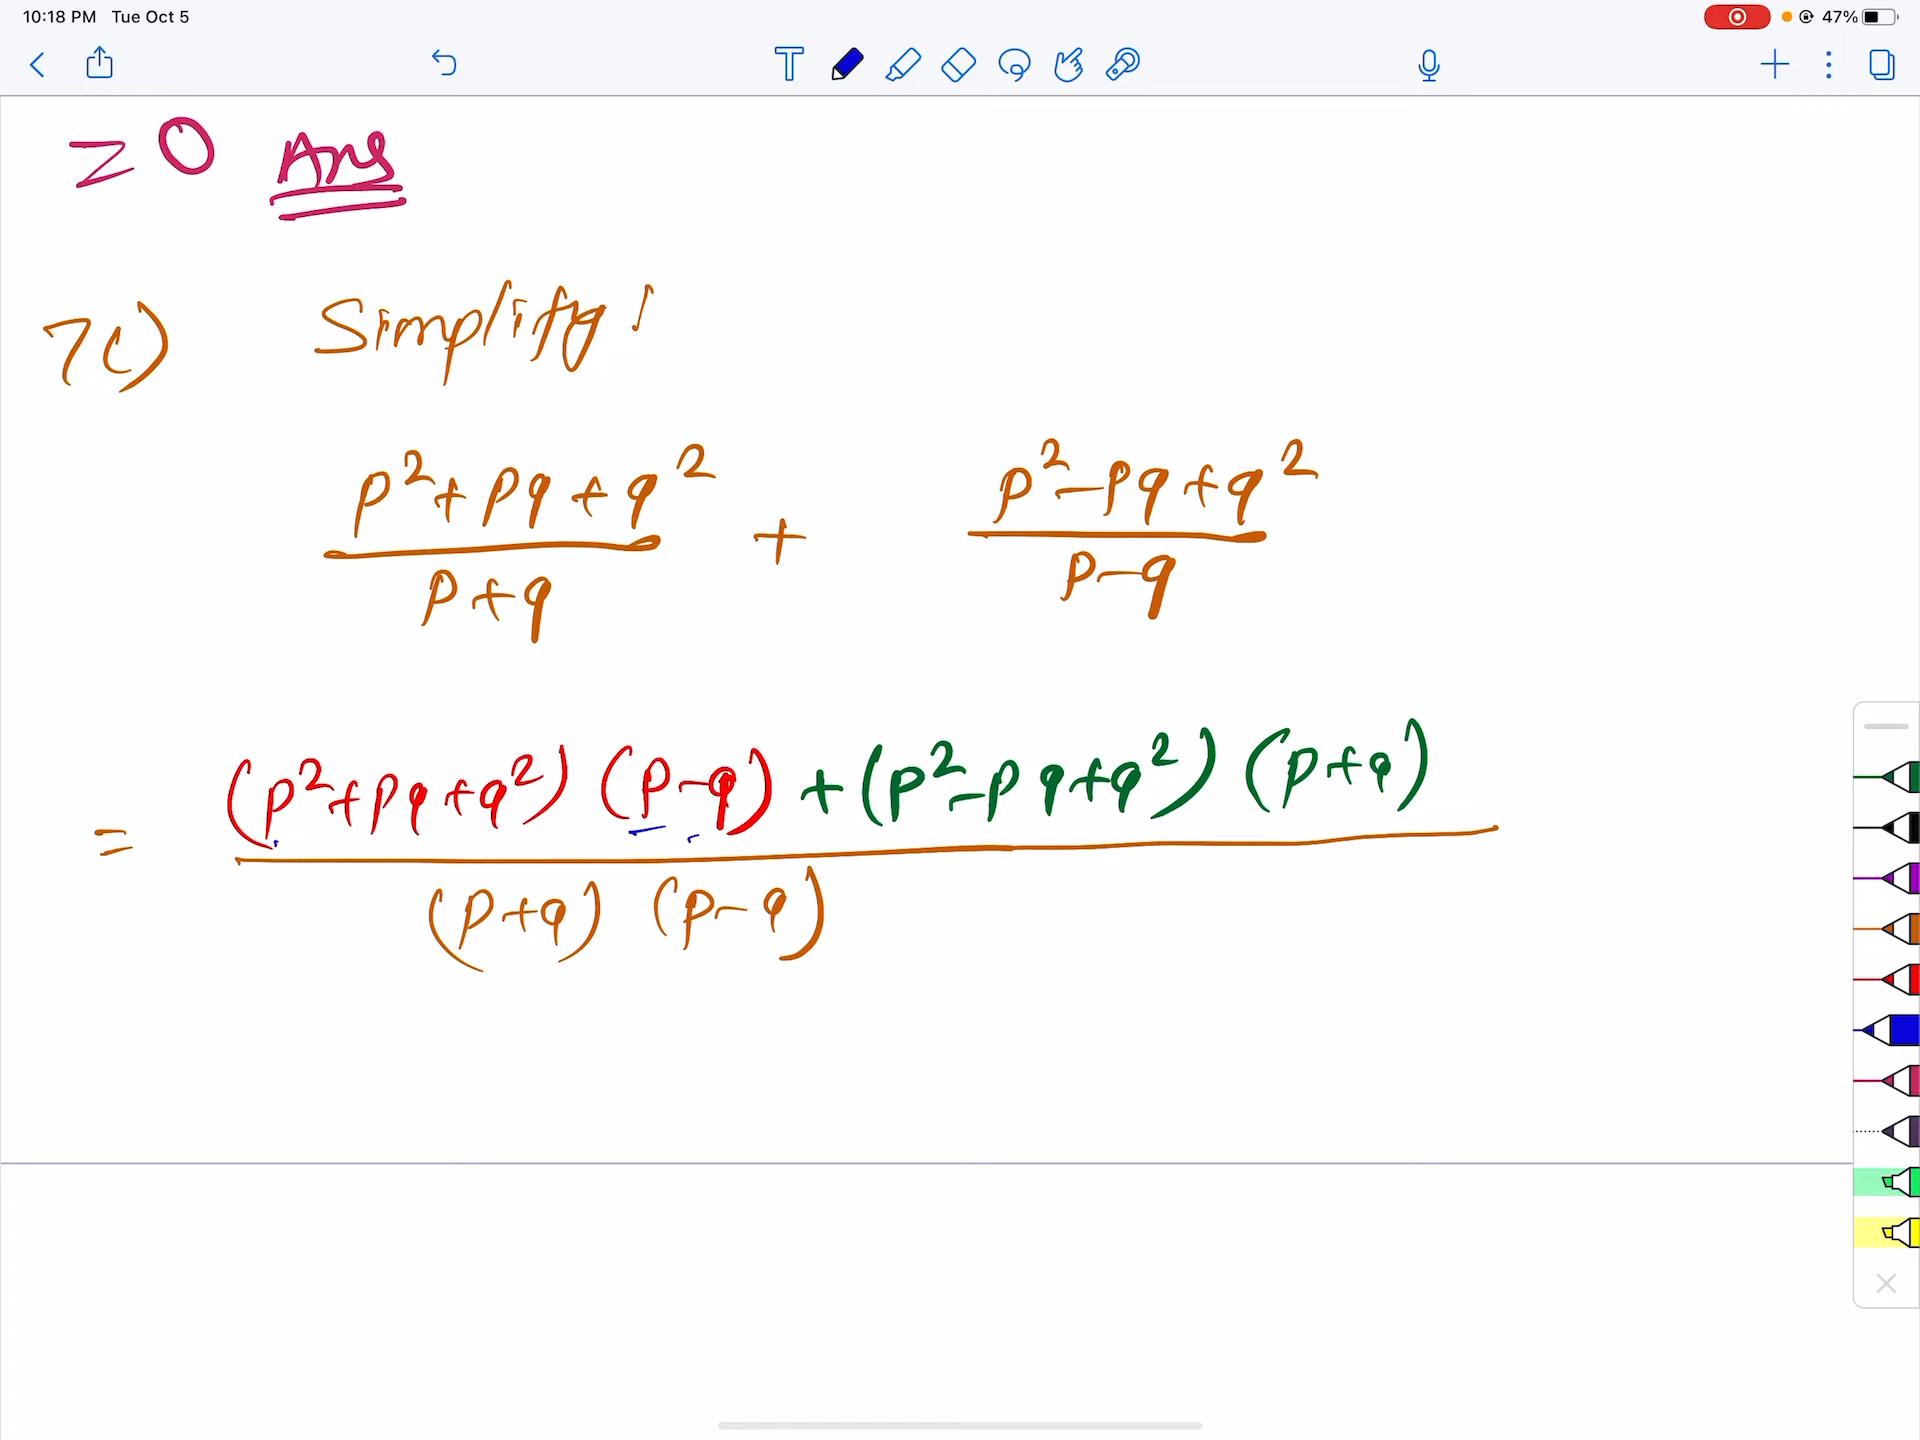 10:18 PM Tue Oct 5 47%
T
= 0 Ans
7c) Simplify!
p²+pq+q² / p+q + p²-pq+q² / p-q
= (p²+pq+q²) (p-q) + (p²-pq+q²) (p+q)
(p+q) (p-q)